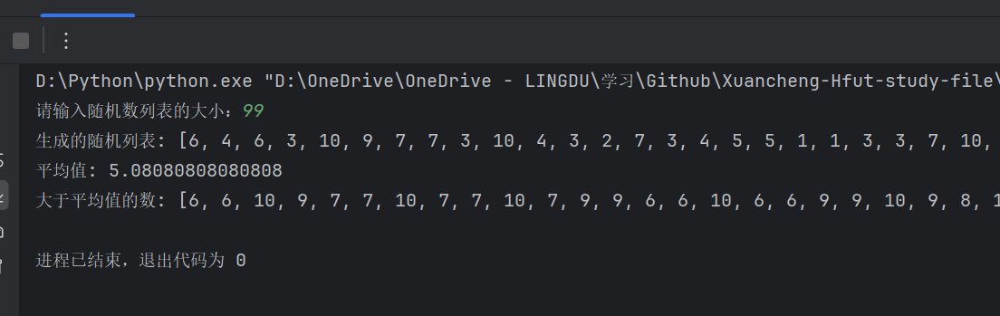 D:\Python\python.exe "D:\OneDrive\OneDrive - LINGDU\学习\Github\Xuancheng-Hfut-study-file\
请输入随机数列表的大小：99
生成的随机列表: [6, 4, 6, 3, 10, 9, 7, 7, 3, 10, 4, 3, 2, 7, 3, 4, 5, 5, 1, 1, 3, 3, 7, 10,
平均值: 5.08080808080808
大于平均值的数: [6, 6, 10, 9, 7, 7, 10, 7, 7, 10, 7, 9, 9, 6, 6, 10, 6, 6, 9, 9, 10, 9, 8, 1
进程已结束，退出代码为 0